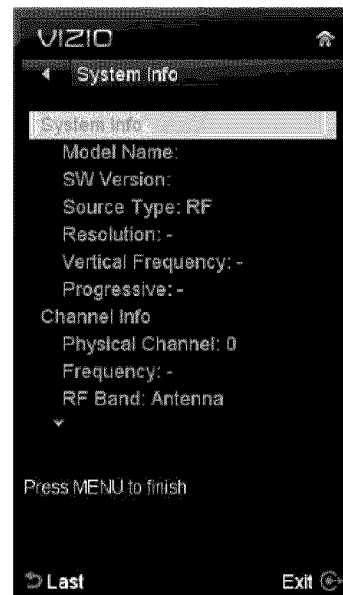 VIZIO
System Info
System Info
Model Name:
SW Version:
Source Type: RF
Resolution: -
Vertical Frequency: -
Progressive: -
Channel Info
Physical Channel: 0
Frequency: -
RF Band: Antenna
Press MENU to finish
Last Exit